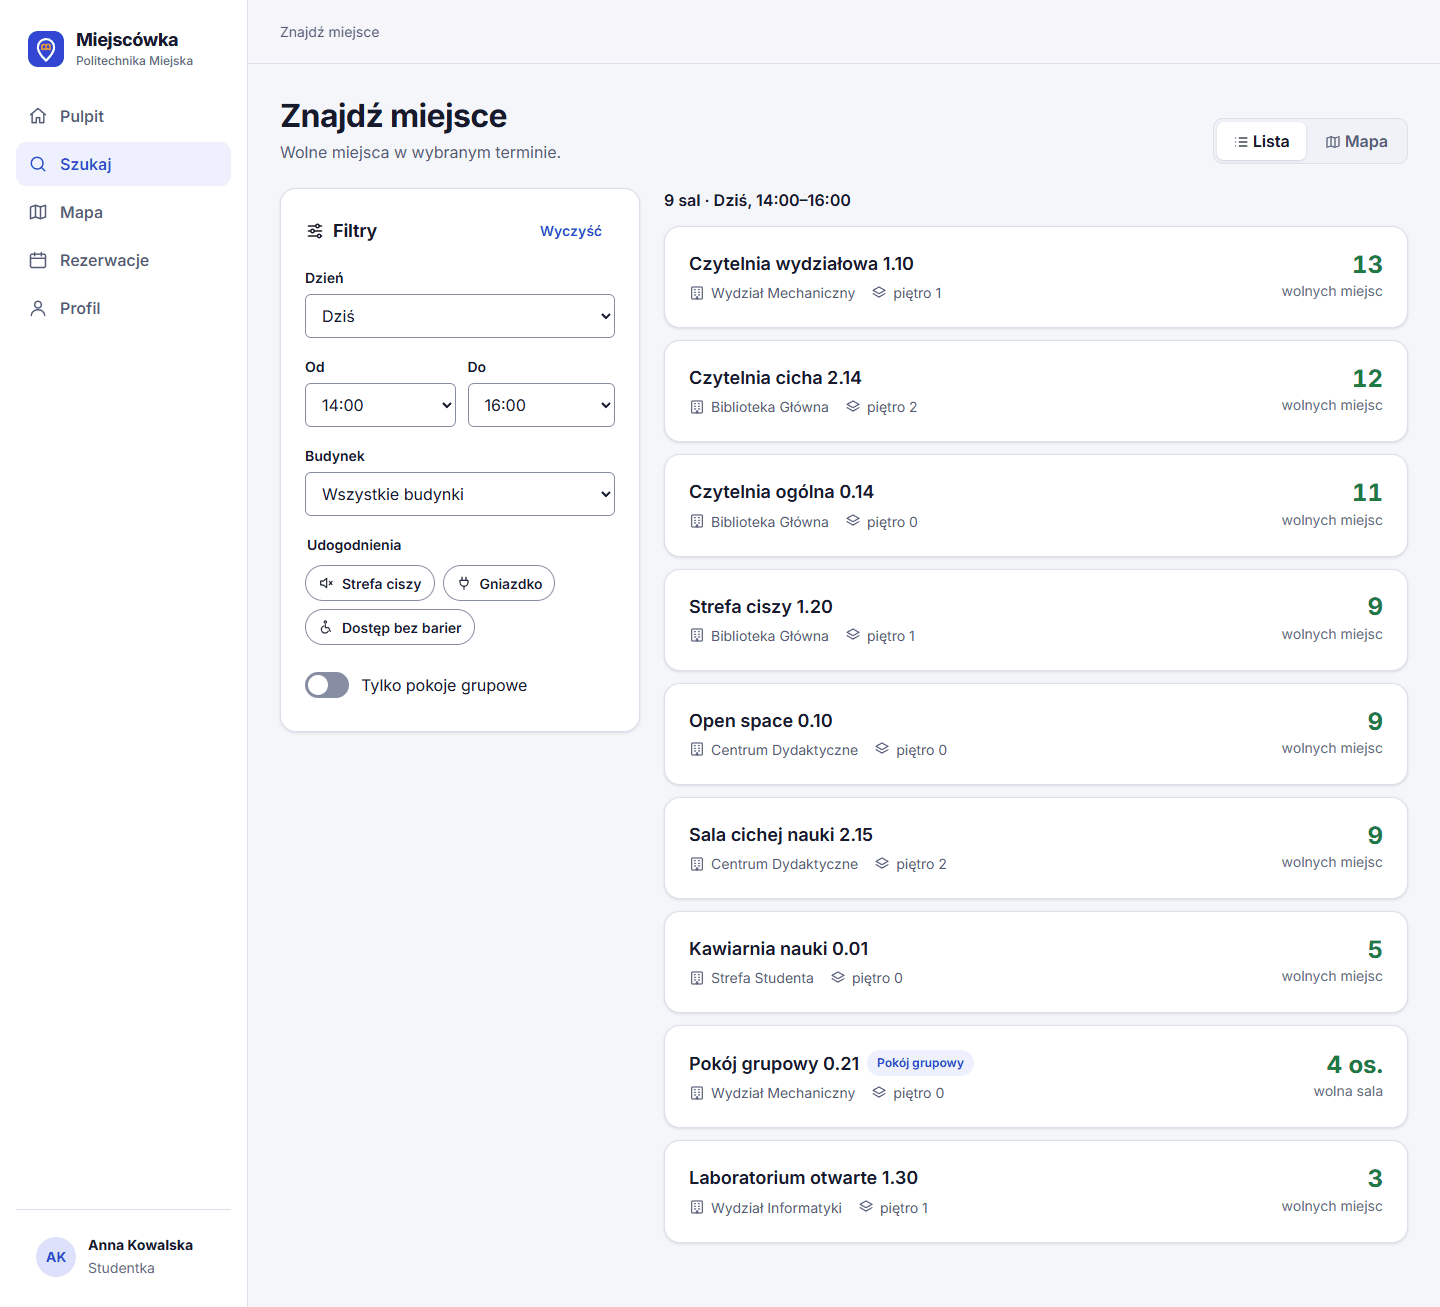 Miejscówka
Politechnika Miejska
Pulpit
Szukaj
Mapa
Rezerwacje
Profil
AK
Anna Kowalska
Studentka
Znajdź miejsce
Znajdź miejsce
Wolne miejsca w wybranym terminie.
Lista
Mapa
Filtry
Wyczyść
Dzień
Dziś
Od
Do
14:00
16:00
Budynek
Wszystkie budynki
Udogodnienia
Strefa ciszy
Gniazdko
Dostęp bez barier
Tylko pokoje grupowe
9 sal · Dziś, 14:00–16:00
Czytelnia wydziałowa 1.10
Wydział Mechaniczny piętro 1
13
wolnych miejsc
Czytelnia cicha 2.14
Biblioteka Główna piętro 2
12
wolnych miejsc
Czytelnia ogólna 0.14
Biblioteka Główna piętro 0
11
wolnych miejsc
Strefa ciszy 1.20
Biblioteka Główna piętro 1
9
wolnych miejsc
Open space 0.10
Centrum Dydaktyczne piętro 0
9
wolnych miejsc
Sala cichej nauki 2.15
Centrum Dydaktyczne piętro 2
9
wolnych miejsc
Kawiarnia nauki 0.01
Strefa Studenta piętro 0
5
wolnych miejsc
Pokój grupowy 0.21 Pokój grupowy
Wydział Mechaniczny piętro 0
4 os.
wolna sala
Laboratorium otwarte 1.30
Wydział Informatyki piętro 1
3
wolnych miejsc